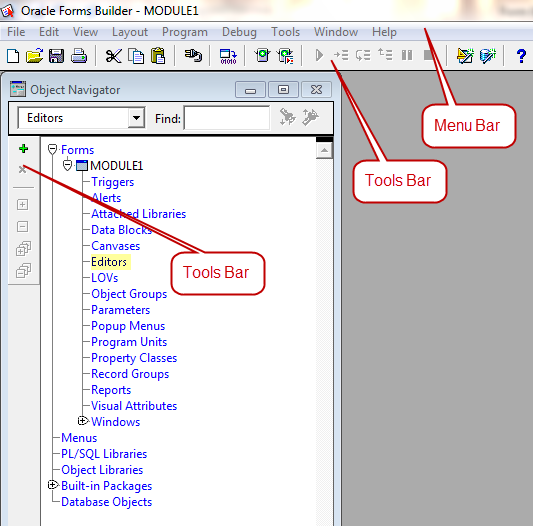 Oracle Forms Builder - MODULE1
File Edit View Layout Program Debug Tools Window Help
01010
?
Menu Bar
Object Navigator
Editors Find:
Tools Bar
Forms
MODULE1
Triggers
Alerts
Attached Libraries
Data Blocks
Canvases
Editors
Tools Bar
LOVs
Object Groups
Parameters
Popup Menus
Program Units
Property Classes
Record Groups
Reports
Visual Attributes
Windows
Menus
PL/SQL Libraries
Object Libraries
Built-in Packages
Database Objects